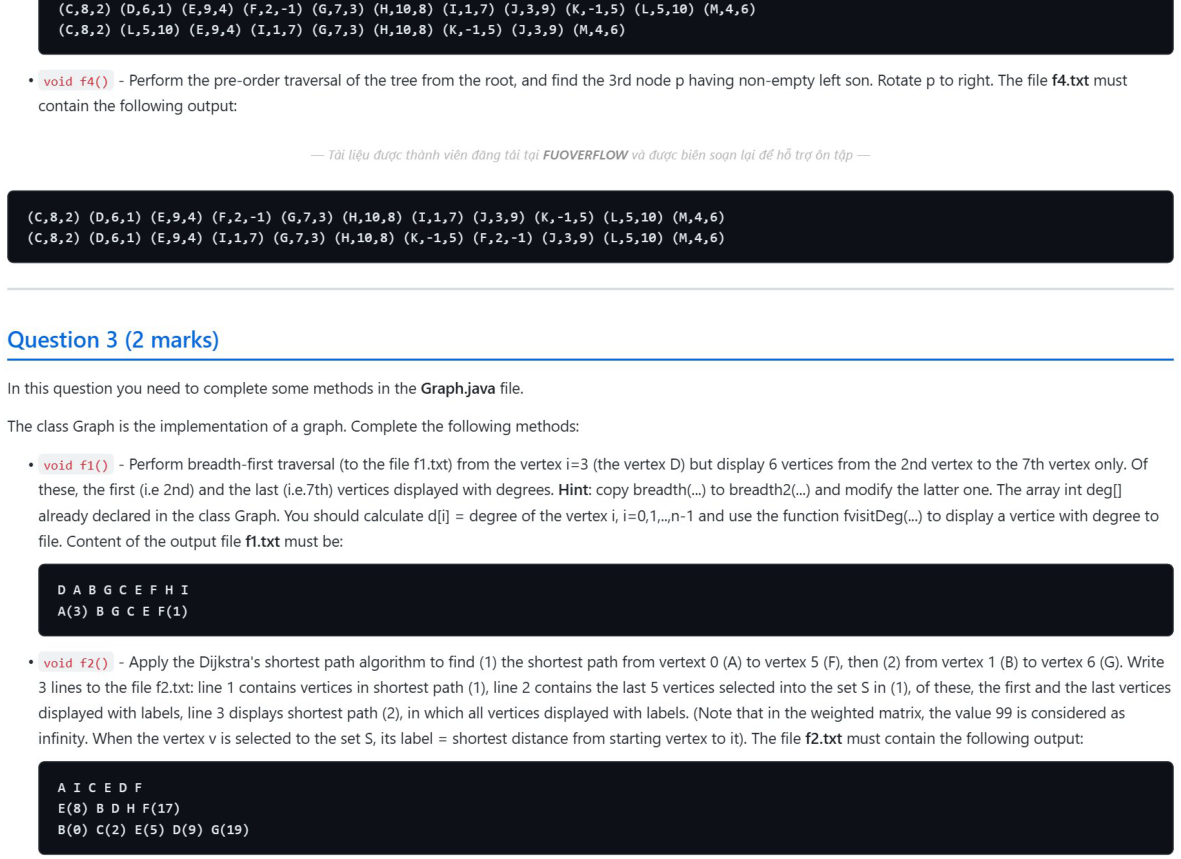 (C,8,2) (D,6,1) (E,9,4) (F,2,-1) (G,7,3) (H,10,8) (I,1,7) (J,3,9) (K,-1,5) (L,5,10) (M,4,6)
(C,8,2) (L,5,10) (E,9,4) (I,1,7) (G,7,3) (H,10,8) (K,-1,5) (J,3,9) (M,4,6)
• void f4() - Perform the pre-order traversal of the tree from the root, and find the 3rd node p having non-empty left son. Rotate p to right. The file f4.txt must
contain the following output:
— Tài liệu được thành viên đăng tải tại FUOVERFLOW và được biên soạn lại để hỗ trợ ôn tập —
(C,8,2) (D,6,1) (E,9,4) (F,2,-1) (G,7,3) (H,10,8) (I,1,7) (J,3,9) (K,-1,5) (L,5,10) (M,4,6)
(C,8,2) (D,6,1) (E,9,4) (I,1,7) (G,7,3) (H,10,8) (K,-1,5) (F,2,-1) (J,3,9) (L,5,10) (M,4,6)
Question 3 (2 marks)
In this question you need to complete some methods in the Graph.java file.
The class Graph is the implementation of a graph. Complete the following methods:
• void f1() - Perform breadth-first traversal (to the file f1.txt) from the vertex i=3 (the vertex D) but display 6 vertices from the 2nd vertex to the 7th vertex only. Of
these, the first (i.e 2nd) and the last (i.e.7th) vertices displayed with degrees. Hint: copy breadth(...) to breadth2(...) and modify the latter one. The array int deg[]
already declared in the class Graph. You should calculate d[i] = degree of the vertex i, i=0,1,..,n-1 and use the function fvisitDeg(...) to display a vertice with degree to
file. Content of the output file f1.txt must be:
D A B G C E F H I
A(3) B G C E F(1)
• void f2() - Apply the Dijkstra's shortest path algorithm to find (1) the shortest path from vertext 0 (A) to vertex 5 (F), then (2) from vertex 1 (B) to vertex 6 (G). Write
3 lines to the file f2.txt: line 1 contains vertices in shortest path (1), line 2 contains the last 5 vertices selected into the set S in (1), of these, the first and the last vertices
displayed with labels, line 3 displays shortest path (2), in which all vertices displayed with labels. (Note that in the weighted matrix, the value 99 is considered as
infinity. When the vertex v is selected to the set S, its label = shortest distance from starting vertex to it). The file f2.txt must contain the following output:
A I C E D F
E(8) B D H F(17)
B(0) C(2) E(5) D(9) G(19)